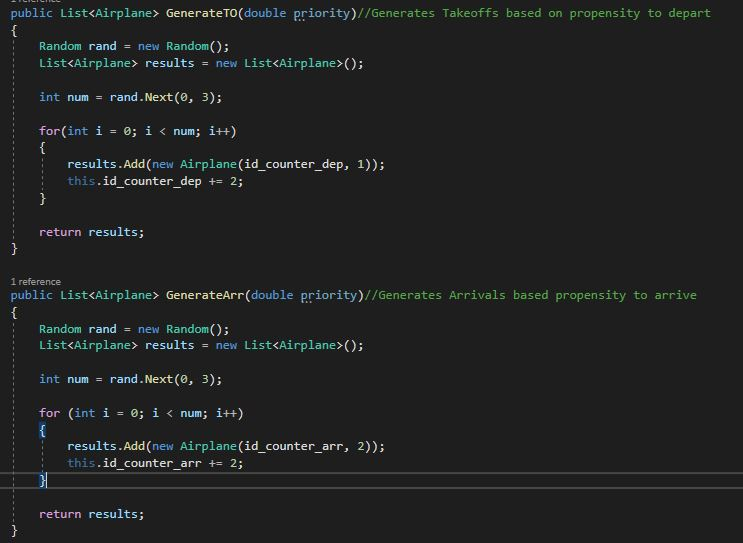 1 reference
public List<Airplane> GenerateTO(double priority)//Generates Takeoffs based on propensity to depart
{
    Random rand = new Random();
    List<Airplane> results = new List<Airplane>();

    int num = rand.Next(0, 3);

    for(int i = 0; i < num; i++)
    {
        results.Add(new Airplane(id_counter_dep, 1));
        this.id_counter_dep += 2;
    }

    return results;
}

1 reference
public List<Airplane> GenerateArr(double priority)//Generates Arrivals based propensity to arrive
{
    Random rand = new Random();
    List<Airplane> results = new List<Airplane>();

    int num = rand.Next(0, 3);

    for (int i = 0; i < num; i++)
    {
        results.Add(new Airplane(id_counter_arr, 2));
        this.id_counter_arr += 2;
    }

    return results;
}